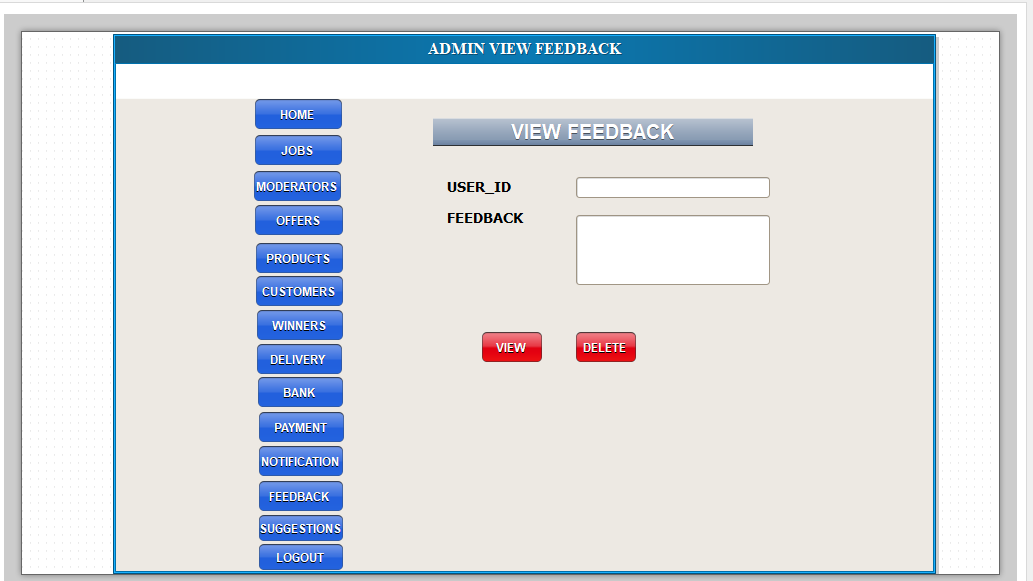 ADMIN VIEW FEEDBACK
HOME
JOBS
MODERATORS
OFFERS
PRODUCTS
CUSTOMERS
WINNERS
DELIVERY
BANK
PAYMENT
NOTIFICATION
FEEDBACK
SUGGESTIONS
LOGOUT
VIEW FEEDBACK
USER_ID
FEEDBACK
VIEW DELETE